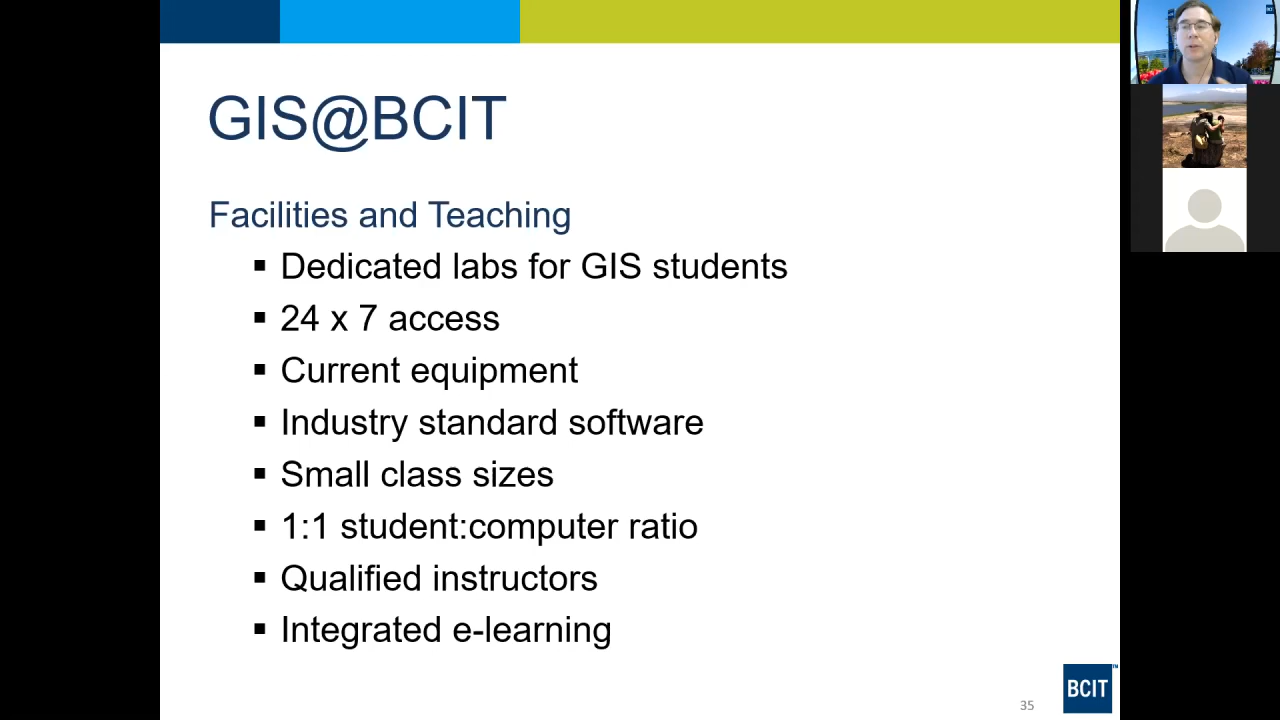 GIS@BCIT
Facilities and Teaching
▪ Dedicated labs for GIS students
▪ 24 x 7 access
▪ Current equipment
▪ Industry standard software
▪ Small class sizes
▪ 1:1 student:computer ratio
▪ Qualified instructors
▪ Integrated e-learning
35
BCIT™